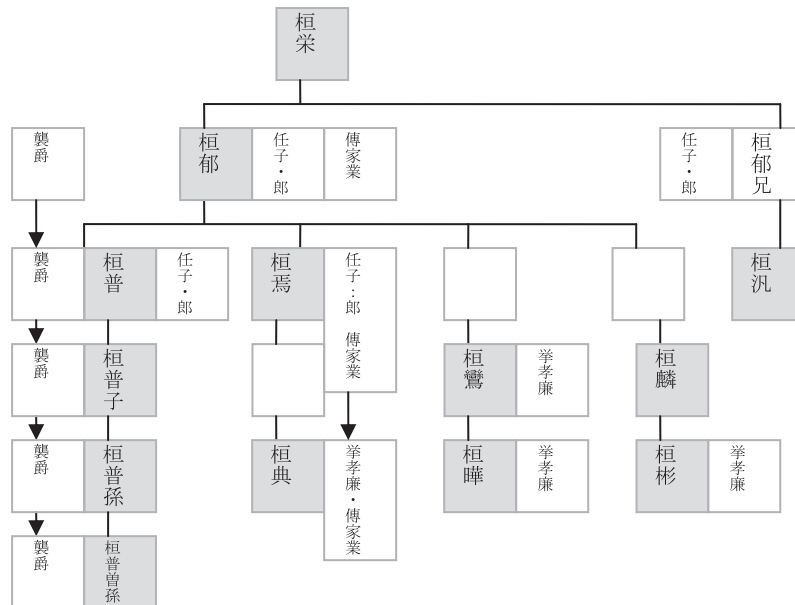 桓栄
襲爵
桓郁
任子・郎
傳家業
任子・郎
桓郁兄
襲爵
桓普
任子・郎
桓焉
任子：郎　傳家業
桓汎
襲爵
桓普子
桓鸞
挙孝廉
桓麟
襲爵
桓普孫
桓典
挙孝廉・傳家業
桓曄
挙孝廉
桓彬
挙孝廉
襲爵
桓普曽孫